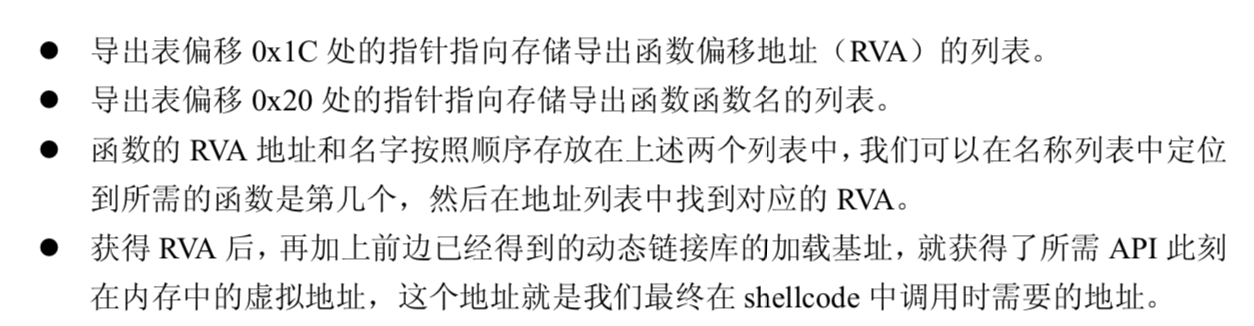 ● 导出表偏移 0x1C 处的指针指向存储导出函数偏移地址（RVA）的列表。
● 导出表偏移 0x20 处的指针指向存储导出函数函数名的列表。
● 函数的 RVA 地址和名字按照顺序存放在上述两个列表中，我们可以在名称列表中定位
到所需的函数是第几个，然后在地址列表中找到对应的 RVA。
● 获得 RVA 后，再加上前边已经得到的动态链接库的加载基址，就获得了所需 API 此刻
在内存中的虚拟地址，这个地址就是我们最终在 shellcode 中调用时需要的地址。